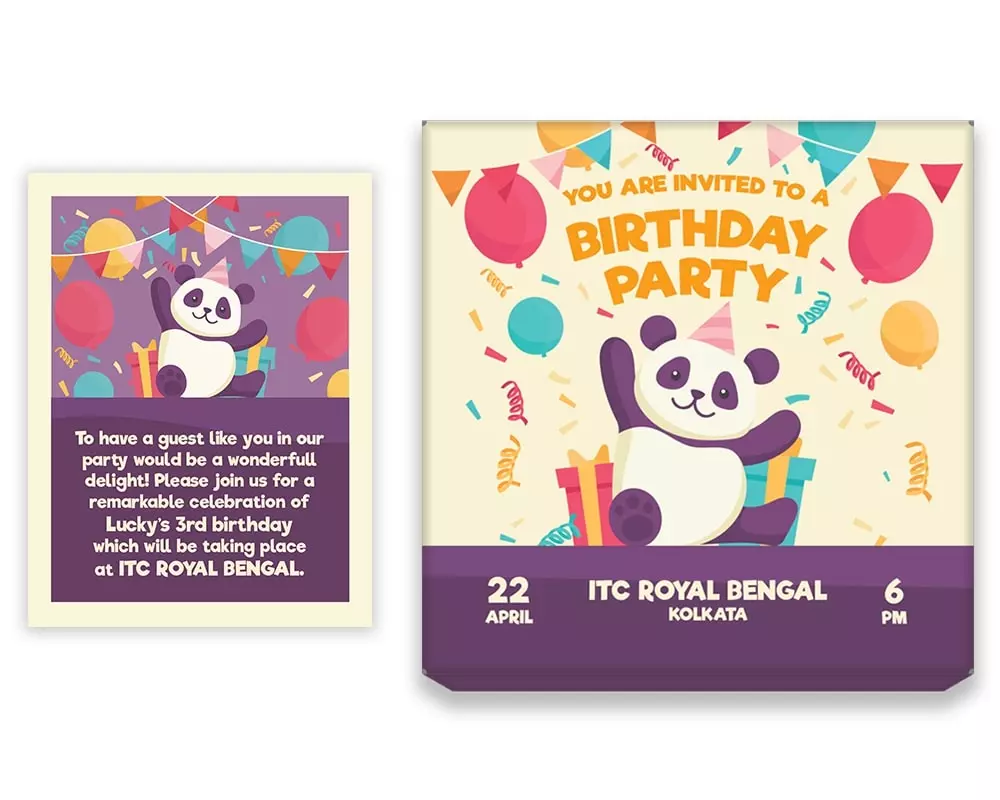 To have a guest like you in our
party would be a wonderfull
delight! Please join us for a
remarkable celebration of
Lucky's 3rd birthday
which will be taking place
at ITC ROYAL BENGAL.
YOU ARE INVITED TO A
BIRTHDAY
PARTY
22
APRIL
ITC ROYAL BENGAL
KOLKATA
6
PM